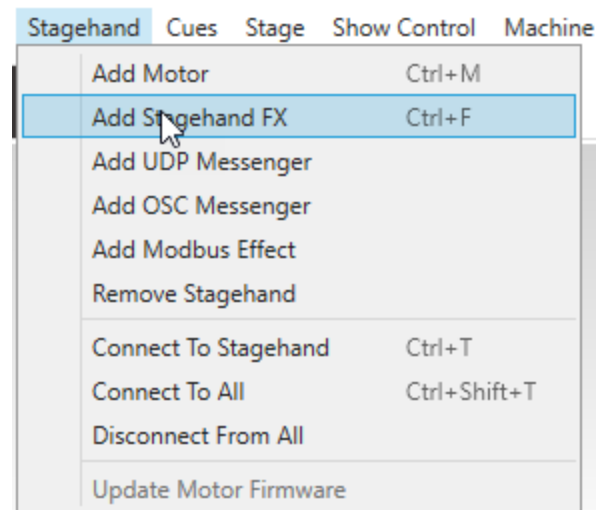 Stagehand Cues Stage Show Control Machine
Add Motor Ctrl+M
Add Stagehand FX Ctrl+F
Add UDP Messenger
Add OSC Messenger
Add Modbus Effect
Remove Stagehand
Connect To Stagehand Ctrl+T
Connect To All Ctrl+Shift+T
Disconnect From All
Update Motor Firmware